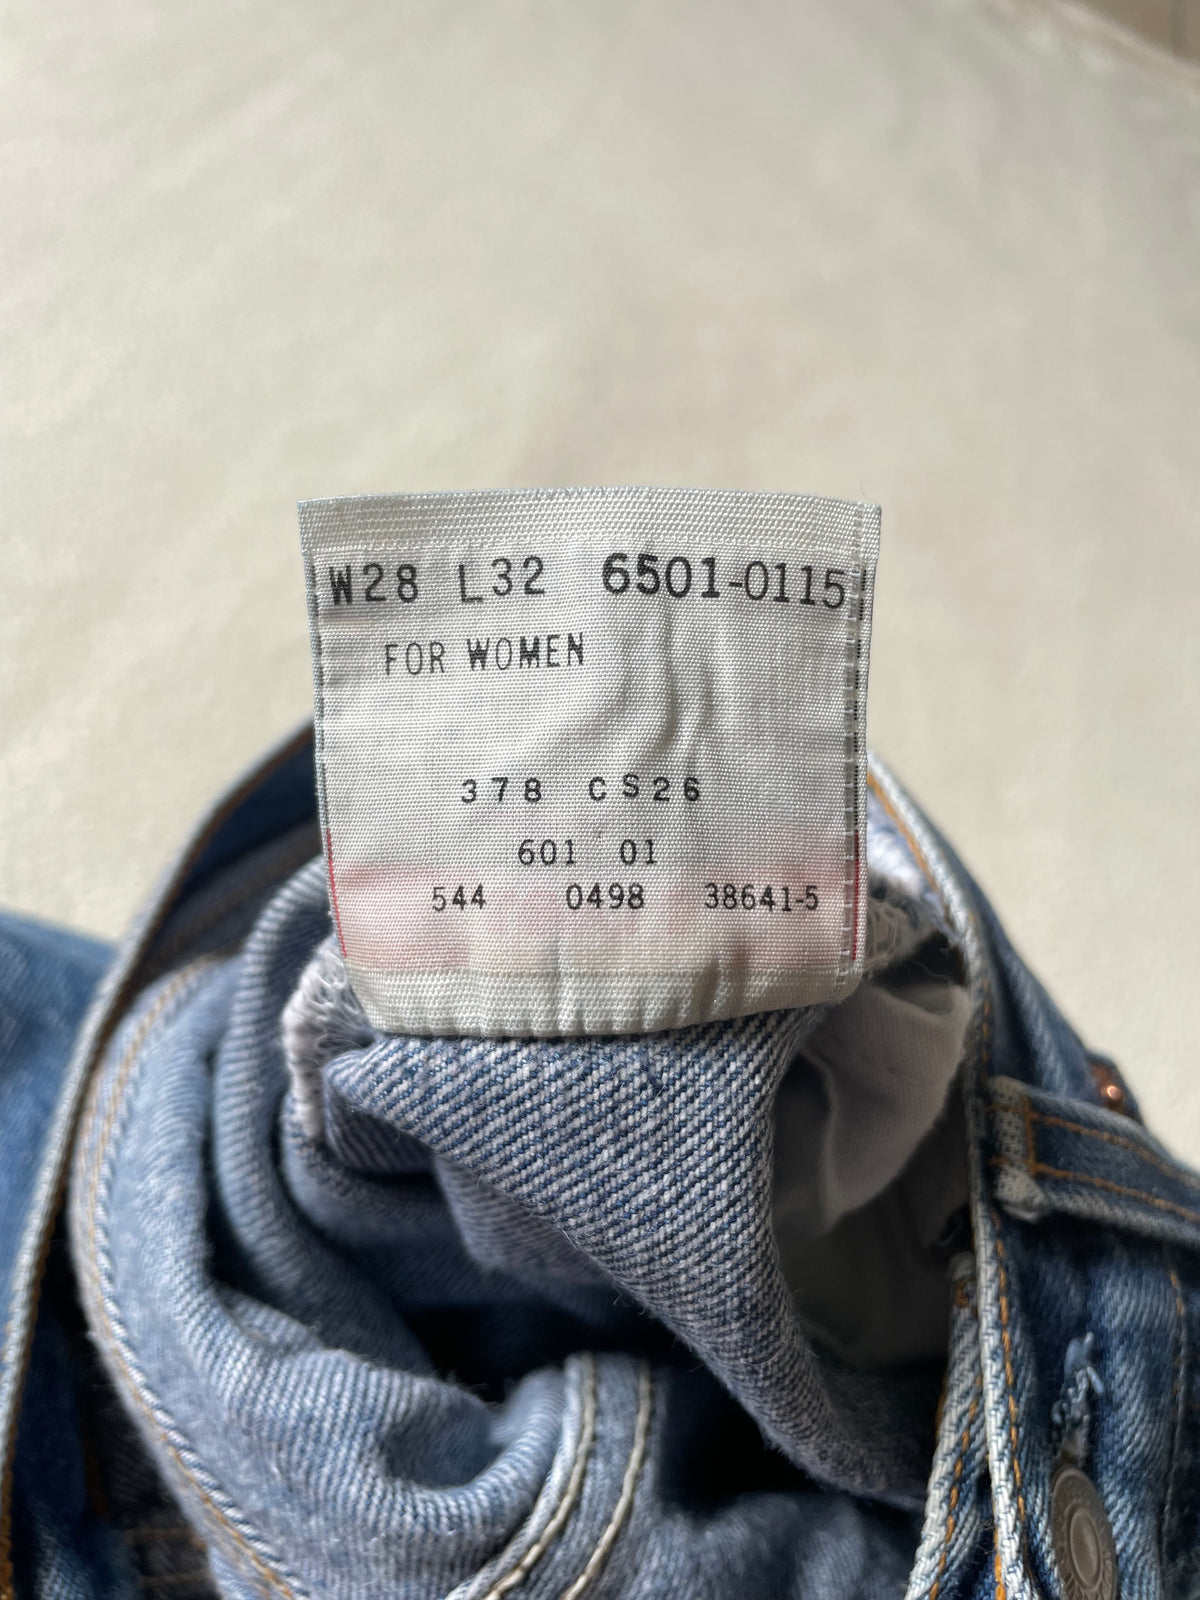 W28 L32 6501-0115
FOR WOMEN
378 CS26
601 01
544 0498 38641-5